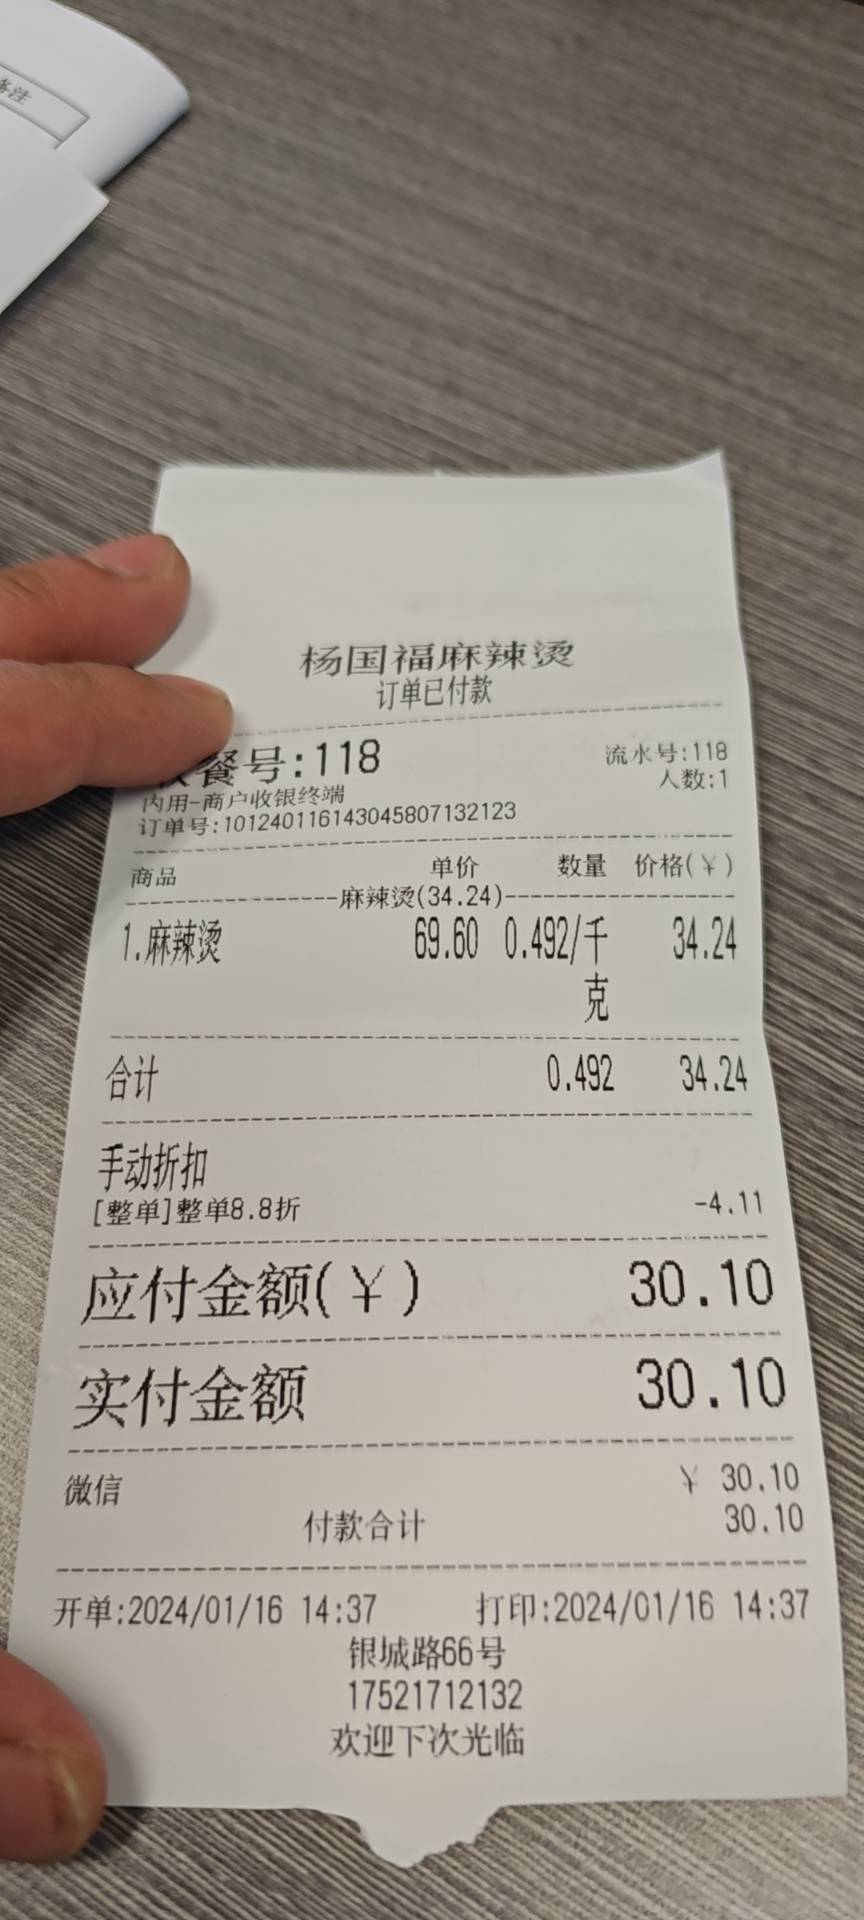 备注
杨国福麻辣烫
订单已付款
餐号:118
流水号:118
内用-商户收银终端
人数:1
订单号:101240116143045807132123
商品 单价 数量 价格(¥)
麻辣烫(34.24)
1.麻辣烫 69.60 0.492/千克 34.24
合计 0.492 34.24
手动折扣
[整单]整单8.8折 -4.11
应付金额(¥) 30.10
实付金额 30.10
微信 ¥ 30.10
付款合计 30.10
开单:2024/01/16 14:37 打印:2024/01/16 14:37
银城路66号
17521712132
欢迎下次光临